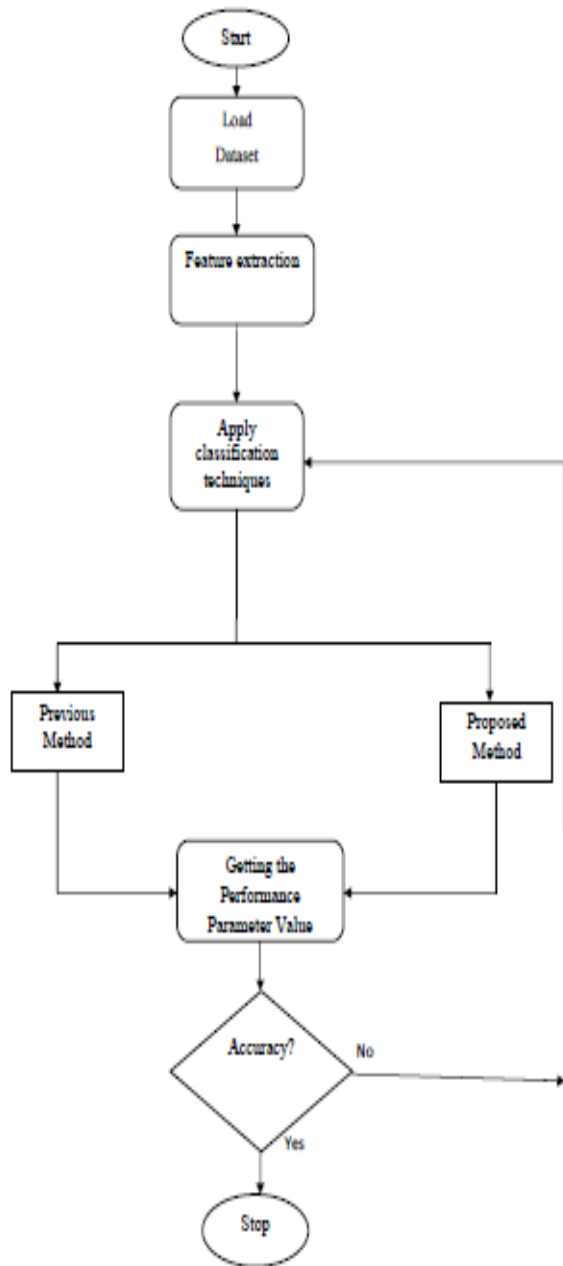 Start
Load
Dataset
Feature extraction
Apply
classification
techniques
Previous
Method
Proposed
Method
Getting the
Performance
Parameter Value
Accuracy?
No
Yes
Stop